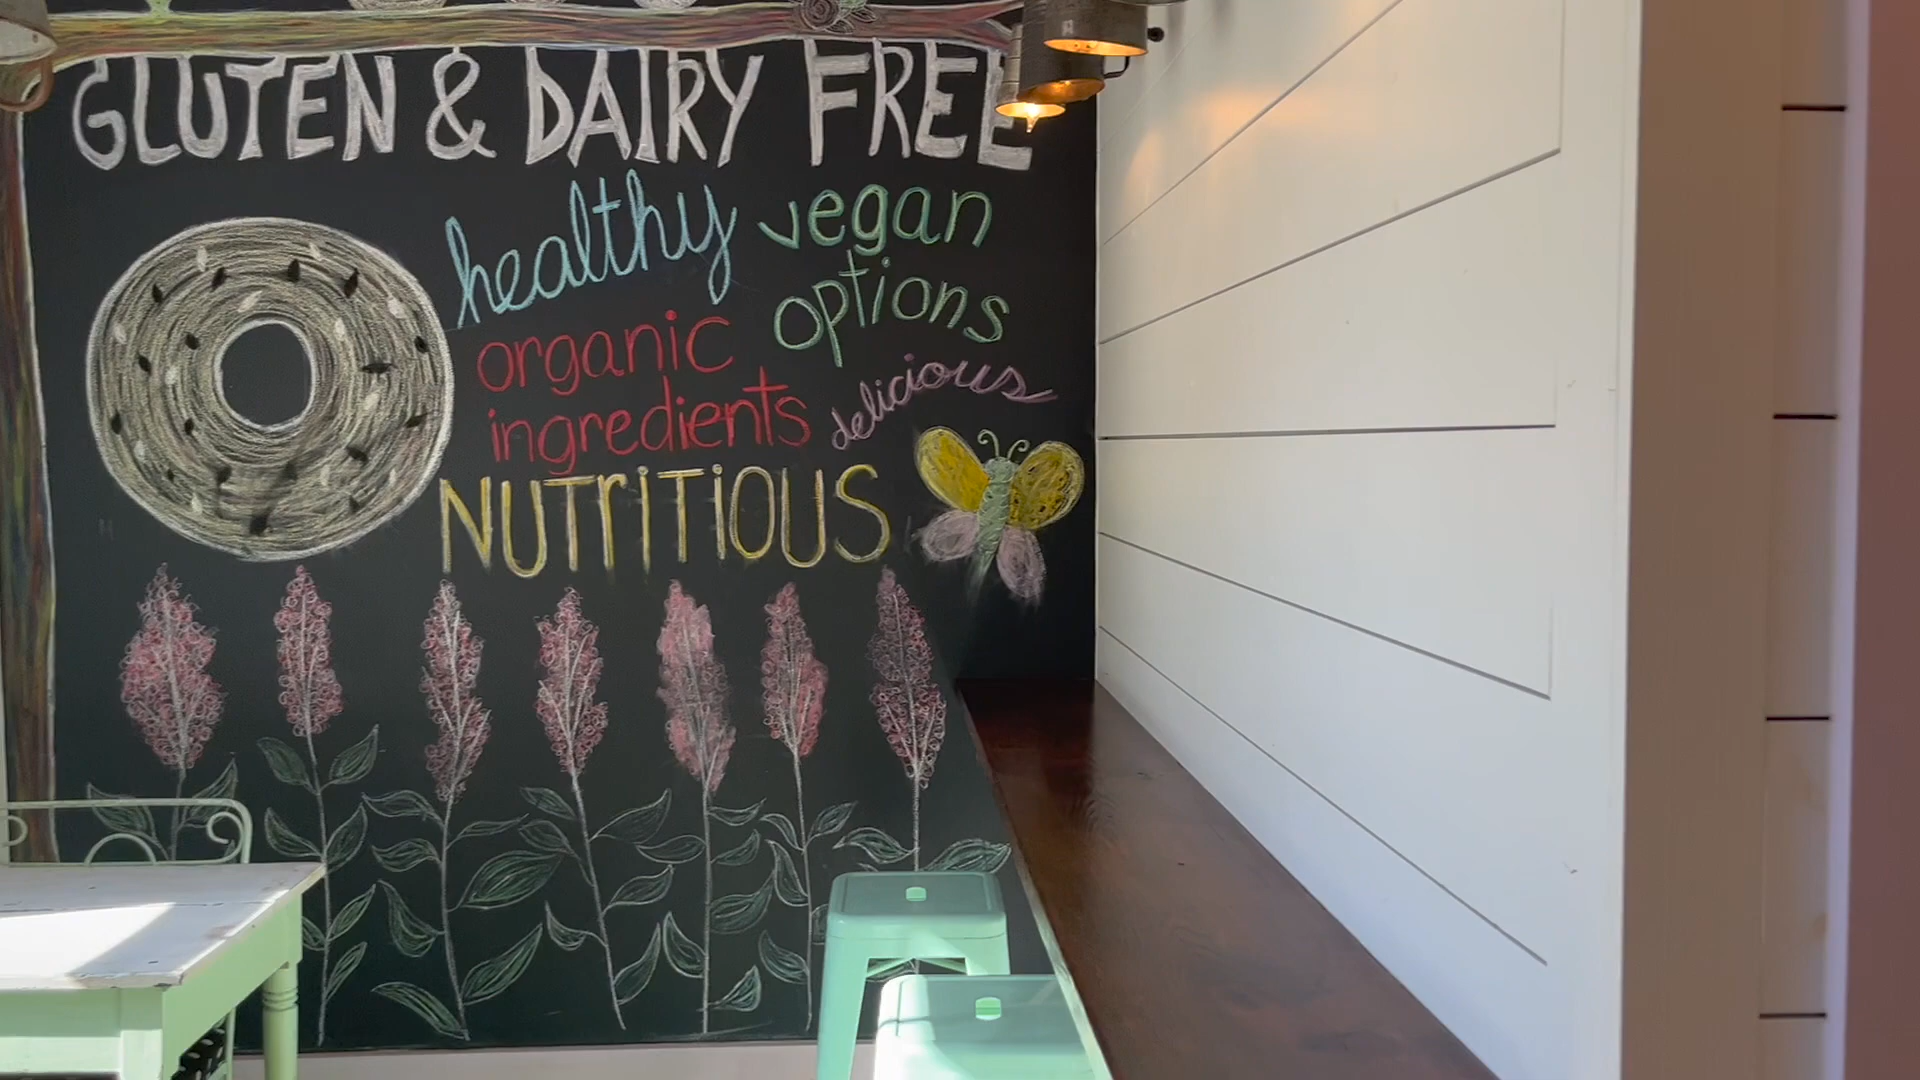 GLUTEN & DAIRY FREE
healthy
vegan
options
organic
ingredients
delicious
NUTRITIOUS